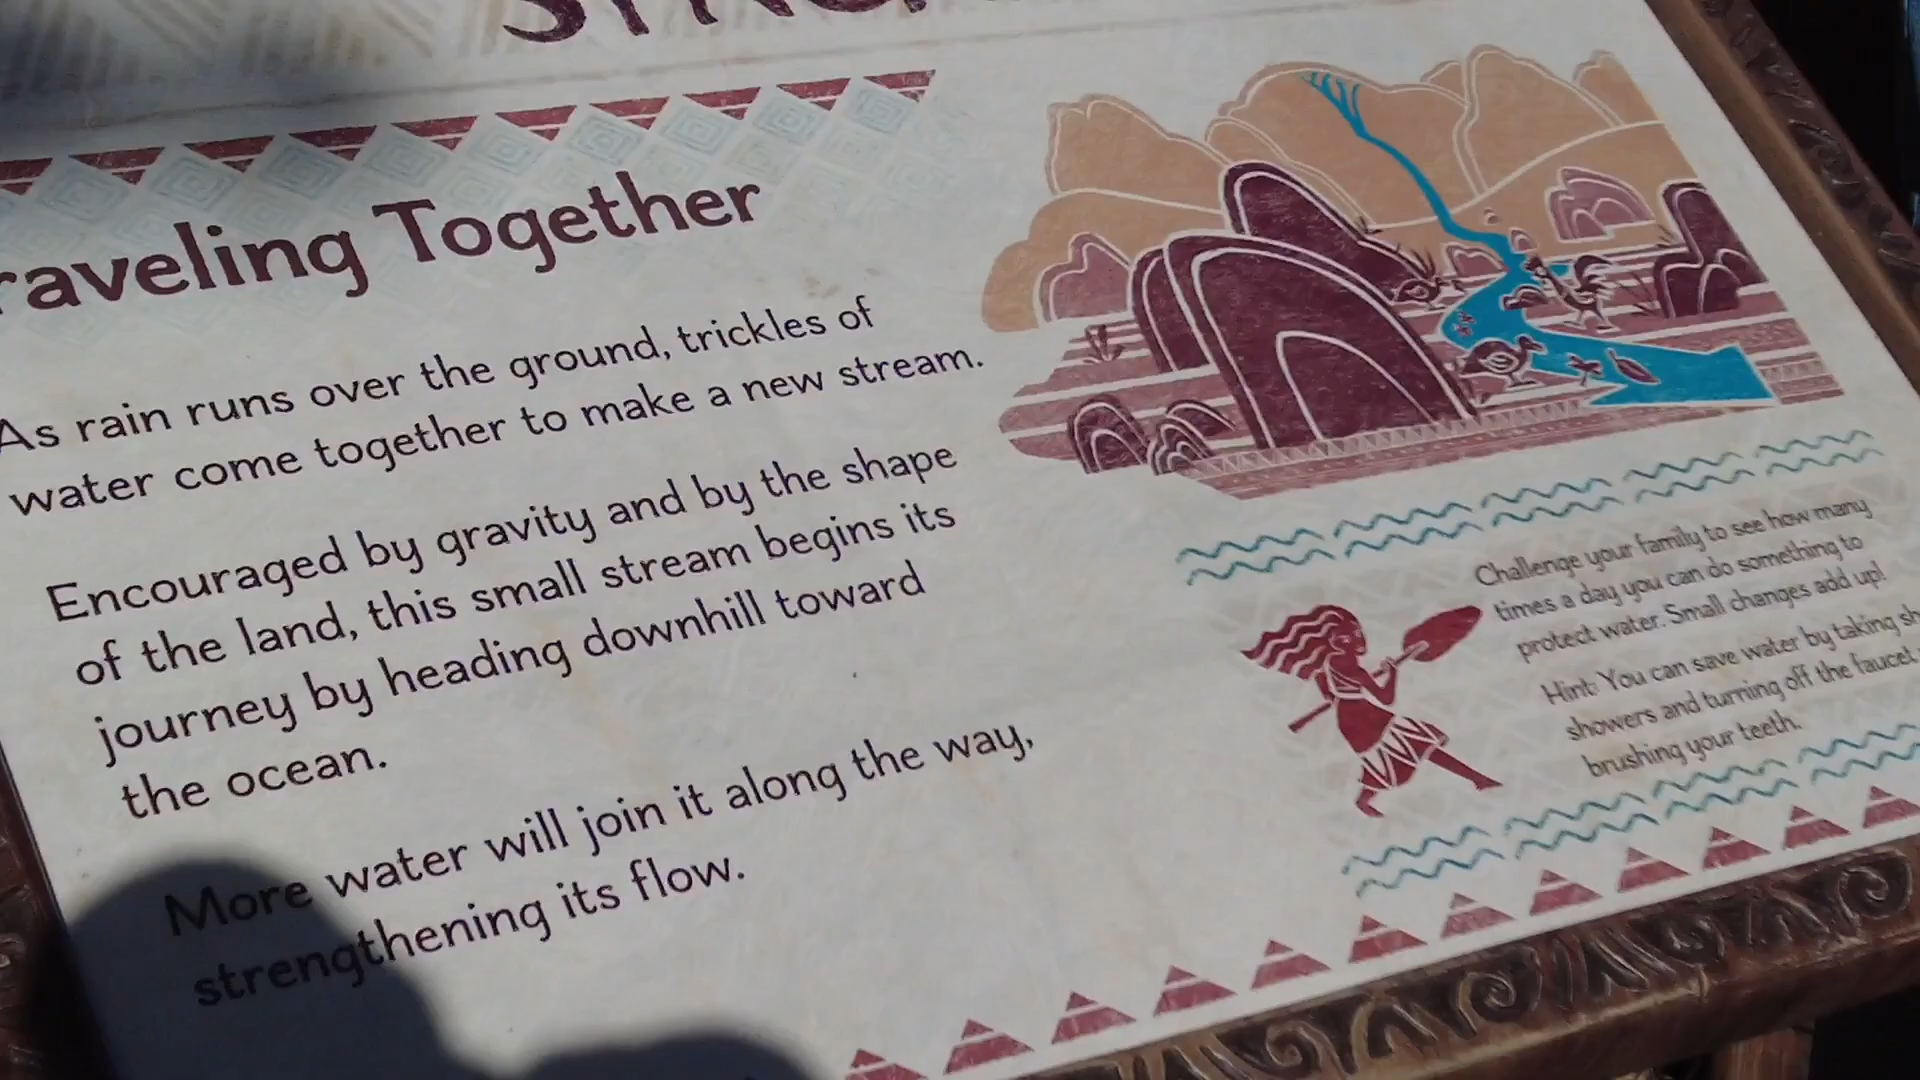 Traveling Together
As rain runs over the ground, trickles of
water come together to make a new stream.
Encouraged by gravity and by the shape
of the land, this small stream begins its
journey by heading downhill toward
the ocean.
More water will join it along the way,
strengthening its flow.
Challenge your family to see how many
times a day you can do something to
protect water. Small changes add up!
Hint: You can save water by taking
showers and turning off the faucet
brushing your teeth.